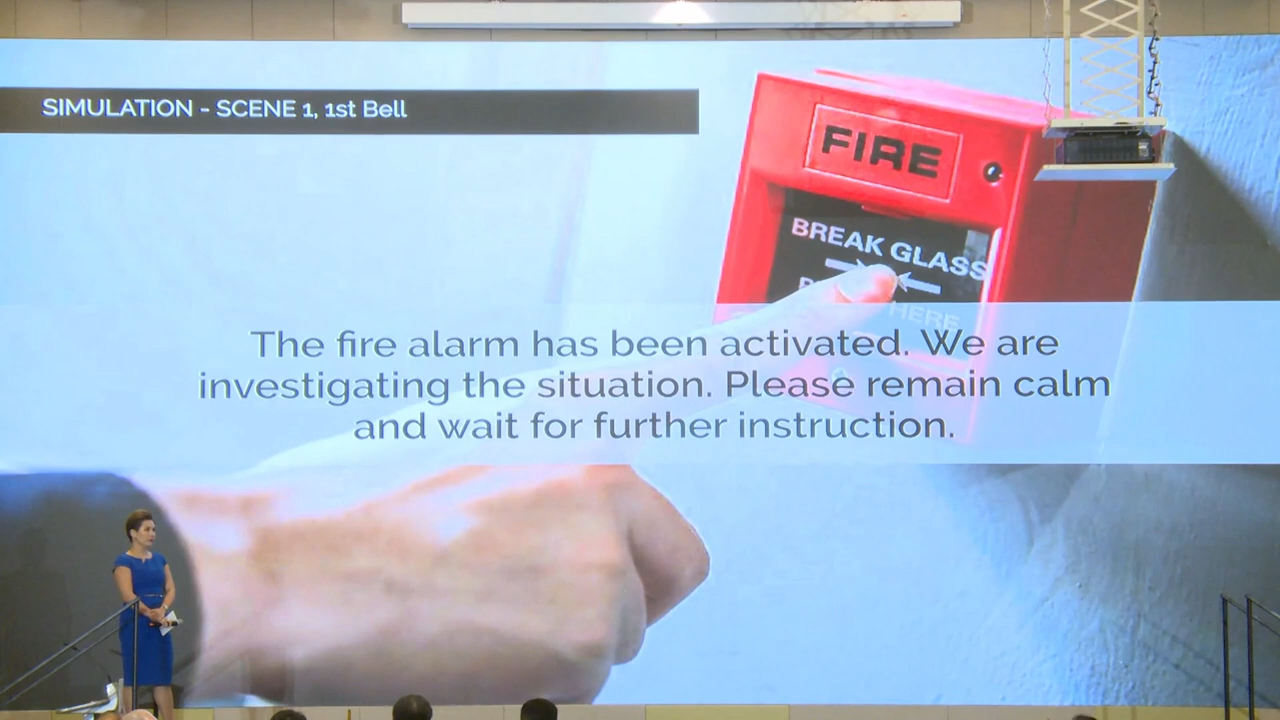 SIMULATION - SCENE 1, 1st Bell
FIRE
BREAK GLASS
HERE
The fire alarm has been activated. We are
investigating the situation. Please remain calm
and wait for further instruction.